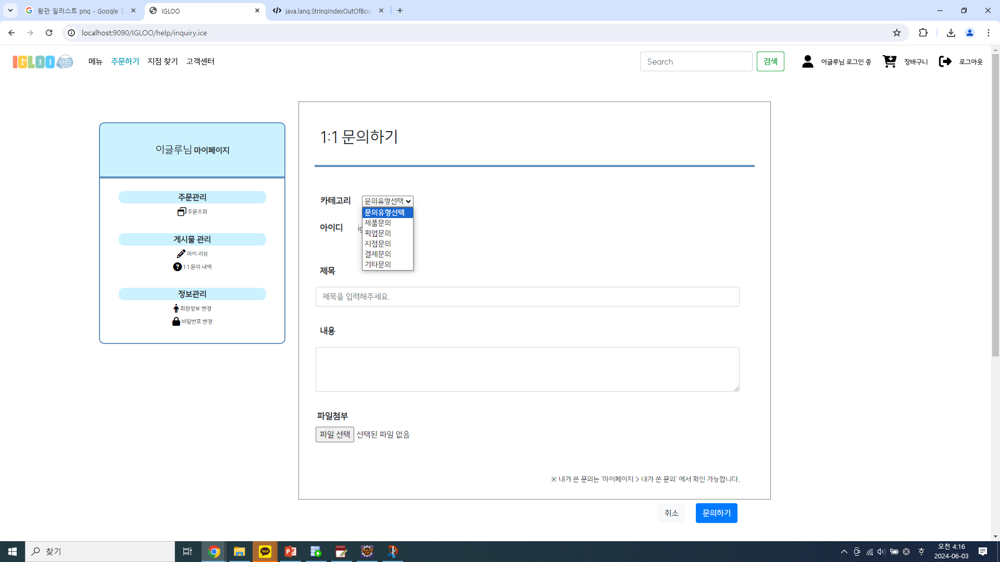 왕관 일러스트 png - Google
IGLOO
java.lang.StringIndexOutOfBou
localhost:9090/IGLOO/help/inquiry.ice
IGLOO
메뉴 주문하기 지점 찾기 고객센터
Search 검색 이글루님 로그인 중 장바구니 로그아웃
이글루님 마이페이지
주문관리
주문조회
게시물 관리
마이 리뷰
1:1 문의 내역
정보관리
회원정보 변경
비밀번호 변경
1:1 문의하기
카테고리 문의유형선택
문의유형선택
제품문의
픽업문의
지점문의
결제문의
기타문의
아이디
제목
제목을 입력해주세요.
내용
파일첨부
파일 선택 선택된 파일 없음
※ 내가 쓴 문의는 '마이페이지 > 내가 쓴 문의' 에서 확인 가능합니다.
취소 문의하기
찾기
TALK
오전 4:16
2024-06-03